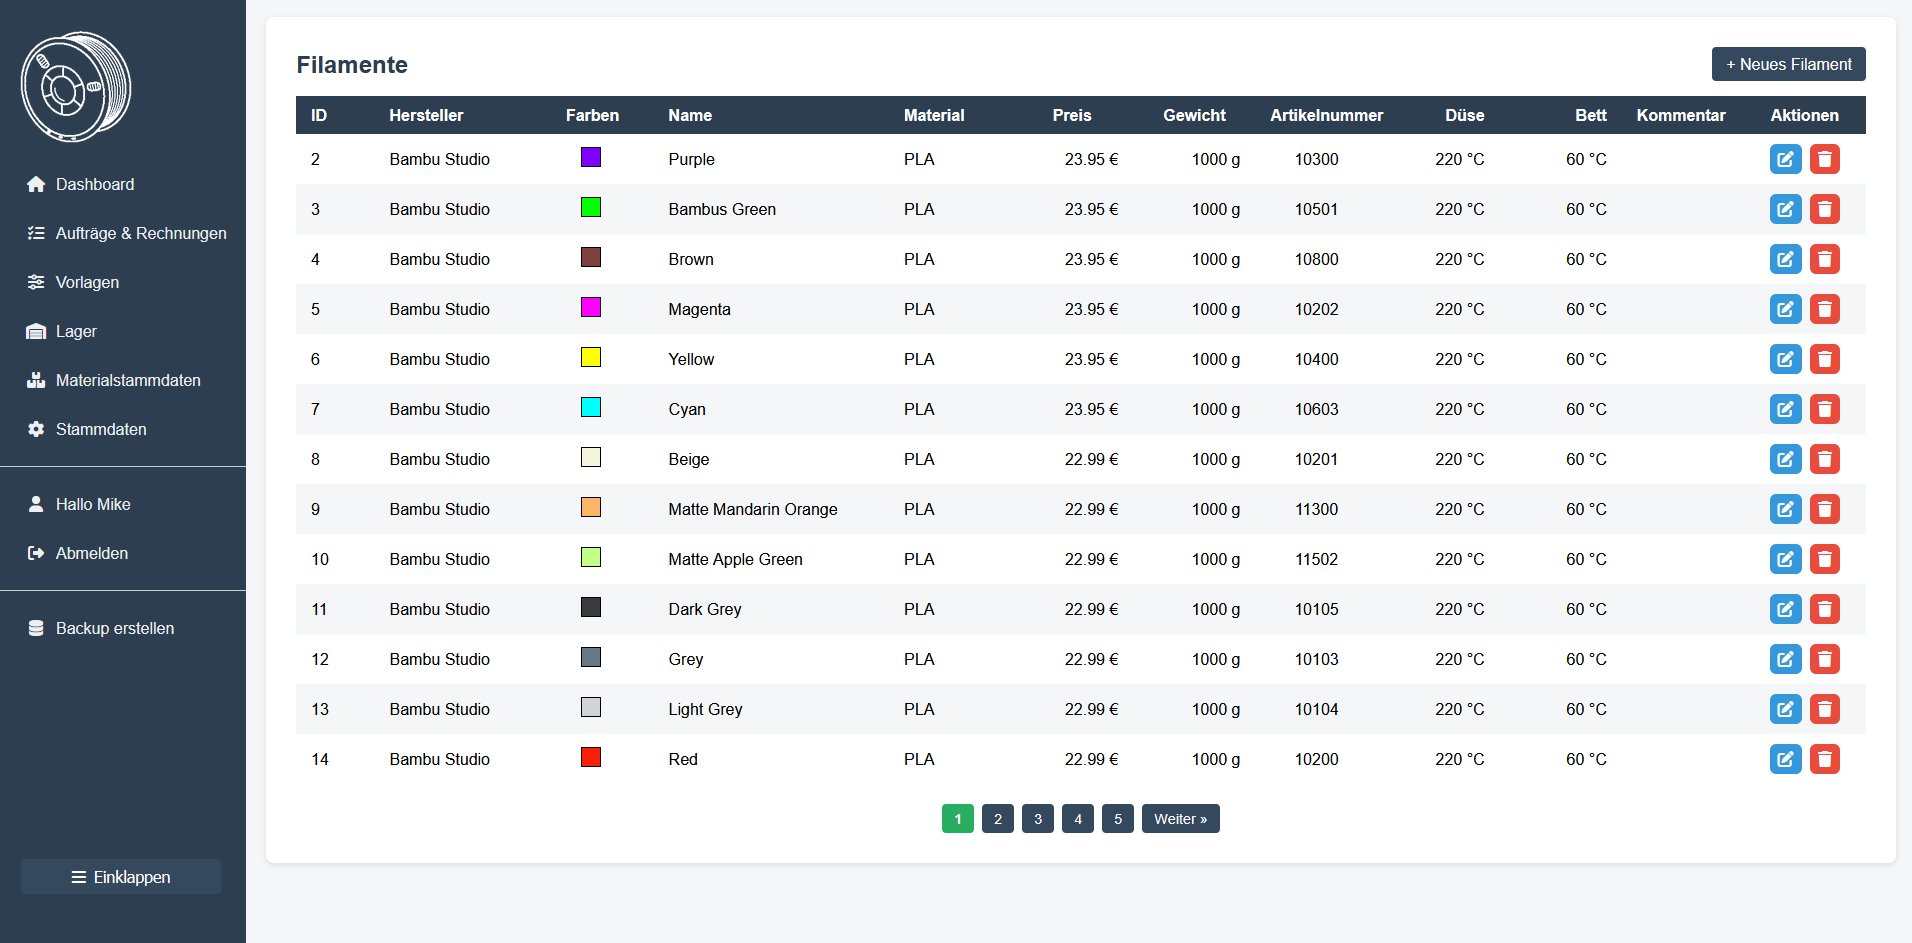 Dashboard
Aufträge & Rechnungen
Vorlagen
Lager
Materialstammdaten
Stammdaten
Hallo Mike
Abmelden
Backup erstellen
Einklappen
Filamente
+ Neues Filament
ID Hersteller Farben Name Material Preis Gewicht Artikelnummer Düse Bett Kommentar Aktionen
2 Bambu Studio Purple PLA 23.95 € 1000 g 10300 220 °C 60 °C
3 Bambu Studio Bambus Green PLA 23.95 € 1000 g 10501 220 °C 60 °C
4 Bambu Studio Brown PLA 23.95 € 1000 g 10800 220 °C 60 °C
5 Bambu Studio Magenta PLA 23.95 € 1000 g 10202 220 °C 60 °C
6 Bambu Studio Yellow PLA 23.95 € 1000 g 10400 220 °C 60 °C
7 Bambu Studio Cyan PLA 23.95 € 1000 g 10603 220 °C 60 °C
8 Bambu Studio Beige PLA 22.99 € 1000 g 10201 220 °C 60 °C
9 Bambu Studio Matte Mandarin Orange PLA 22.99 € 1000 g 11300 220 °C 60 °C
10 Bambu Studio Matte Apple Green PLA 22.99 € 1000 g 11502 220 °C 60 °C
11 Bambu Studio Dark Grey PLA 22.99 € 1000 g 10105 220 °C 60 °C
12 Bambu Studio Grey PLA 22.99 € 1000 g 10103 220 °C 60 °C
13 Bambu Studio Light Grey PLA 22.99 € 1000 g 10104 220 °C 60 °C
14 Bambu Studio Red PLA 22.99 € 1000 g 10200 220 °C 60 °C
1 2 3 4 5 Weiter »